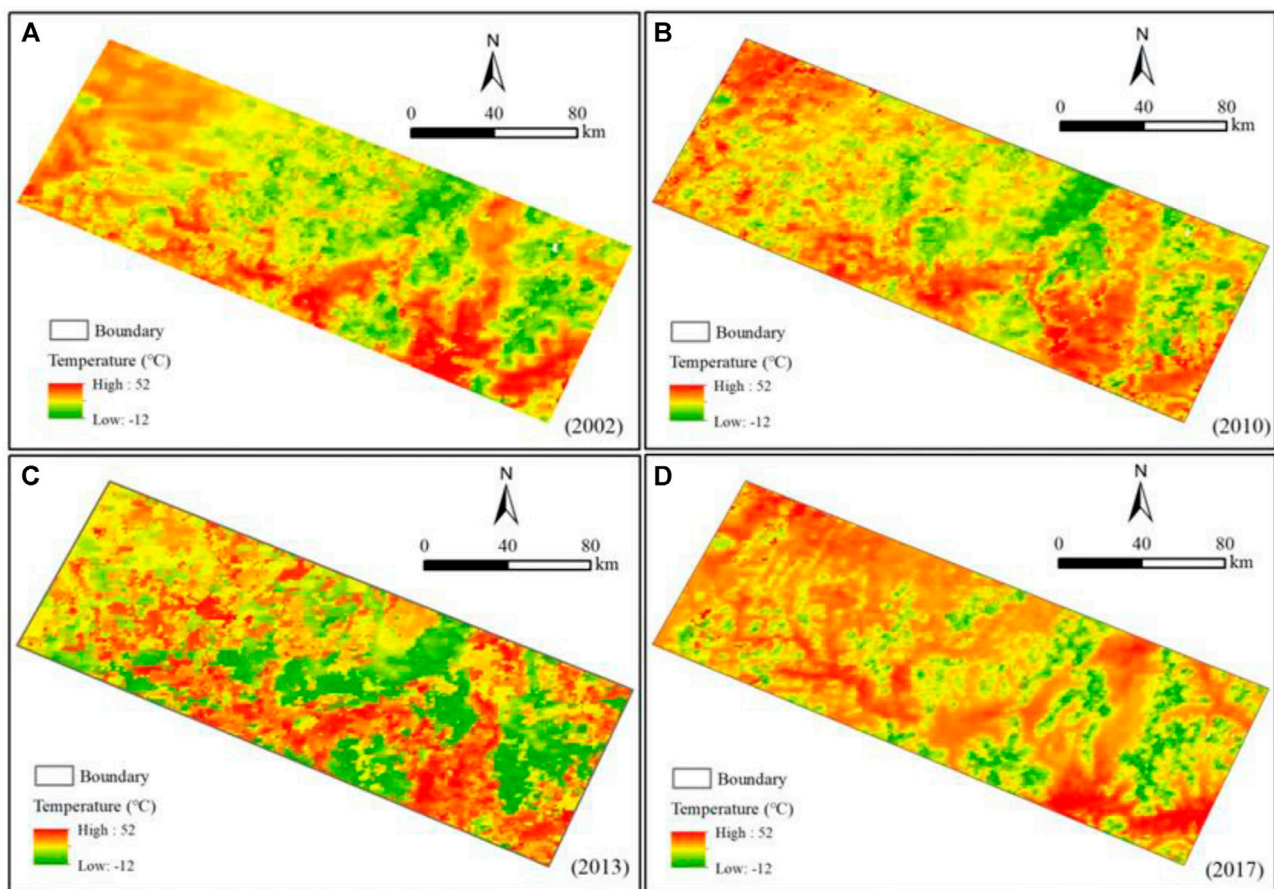 A
N
0 40 80
km
Boundary
Temperature (°C)
High : 52
Low: -12
(2002)
B
N
0 40 80
km
Boundary
Temperature (°C)
High : 52
Low: -12
(2010)
C
N
0 40 80
km
Boundary
Temperature (°C)
High : 52
Low: -12
(2013)
D
N
0 40 80
km
Boundary
Temperature (°C)
High : 52
Low: -12
(2017)